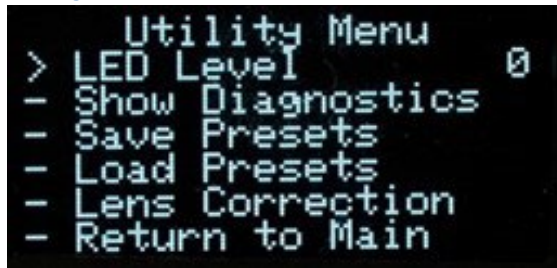 Utility Menu
> LED Level 0
- Show Diagnostics
- Save Presets
- Load Presets
- Lens Correction
- Return to Main